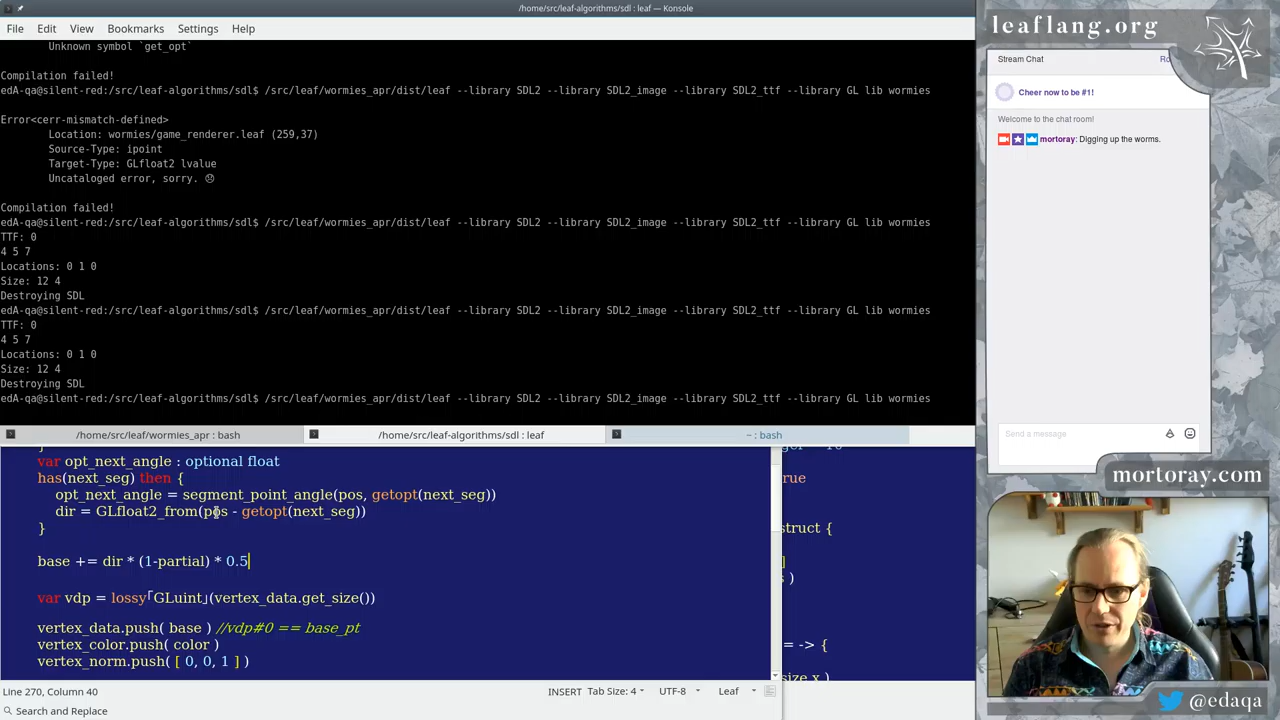 /home/src/leaf-algorithms/sdl : leaf — Konsole
File Edit View Bookmarks Settings Help
Unknown symbol `get_opt`
Compilation failed!
edA-qa@silent-red:/src/leaf-algorithms/sdl$ /src/leaf/wormies_apr/dist/leaf --library SDL2 --library SDL2_image --library SDL2_ttf --library GL lib wormies
Error<cerr-mismatch-defined>
Location: wormies/game_renderer.leaf (259,37)
Source-Type: ipoint
Target-Type: GLfloat2 lvalue
Uncataloged error, sorry. 😞
Compilation failed!
edA-qa@silent-red:/src/leaf-algorithms/sdl$ /src/leaf/wormies_apr/dist/leaf --library SDL2 --library SDL2_image --library SDL2_ttf --library GL lib wormies
TTF: 0
4 5 7
Locations: 0 1 0
Size: 12 4
Destroying SDL
edA-qa@silent-red:/src/leaf-algorithms/sdl$ /src/leaf/wormies_apr/dist/leaf --library SDL2 --library SDL2_image --library SDL2_ttf --library GL lib wormies
TTF: 0
4 5 7
Locations: 0 1 0
Size: 12 4
Destroying SDL
edA-qa@silent-red:/src/leaf-algorithms/sdl$ /src/leaf/wormies_apr/dist/leaf --library SDL2 --library SDL2_image --library SDL2_ttf --library GL lib wormies
/home/src/leaf/wormies_apr : bash
/home/src/leaf-algorithms/sdl : leaf
~ : bash
var opt_next_angle : optional float
has(next_seg) then {
opt_next_angle = segment_point_angle(pos, getopt(next_seg))
dir = GLfloat2_from(pos - getopt(next_seg))
}
base += dir * (1-partial) * 0.5
var vdp = lossy「GLuint」(vertex_data.get_size())
vertex_data.push( base ) //vdp#0 == base_pt
vertex_color.push( color )
vertex_norm.push( [ 0, 0, 1 ] )
rue
struct {
]
)
= -> {
size.x )
Line 270, Column 40
INSERT Tab Size: 4 UTF-8 Leaf
Search and Replace
leaflang.org
Stream Chat
Cheer now to be #1!
Welcome to the chat room!
mortoray: Digging up the worms.
Send a message
mortoray.com
@edaqa